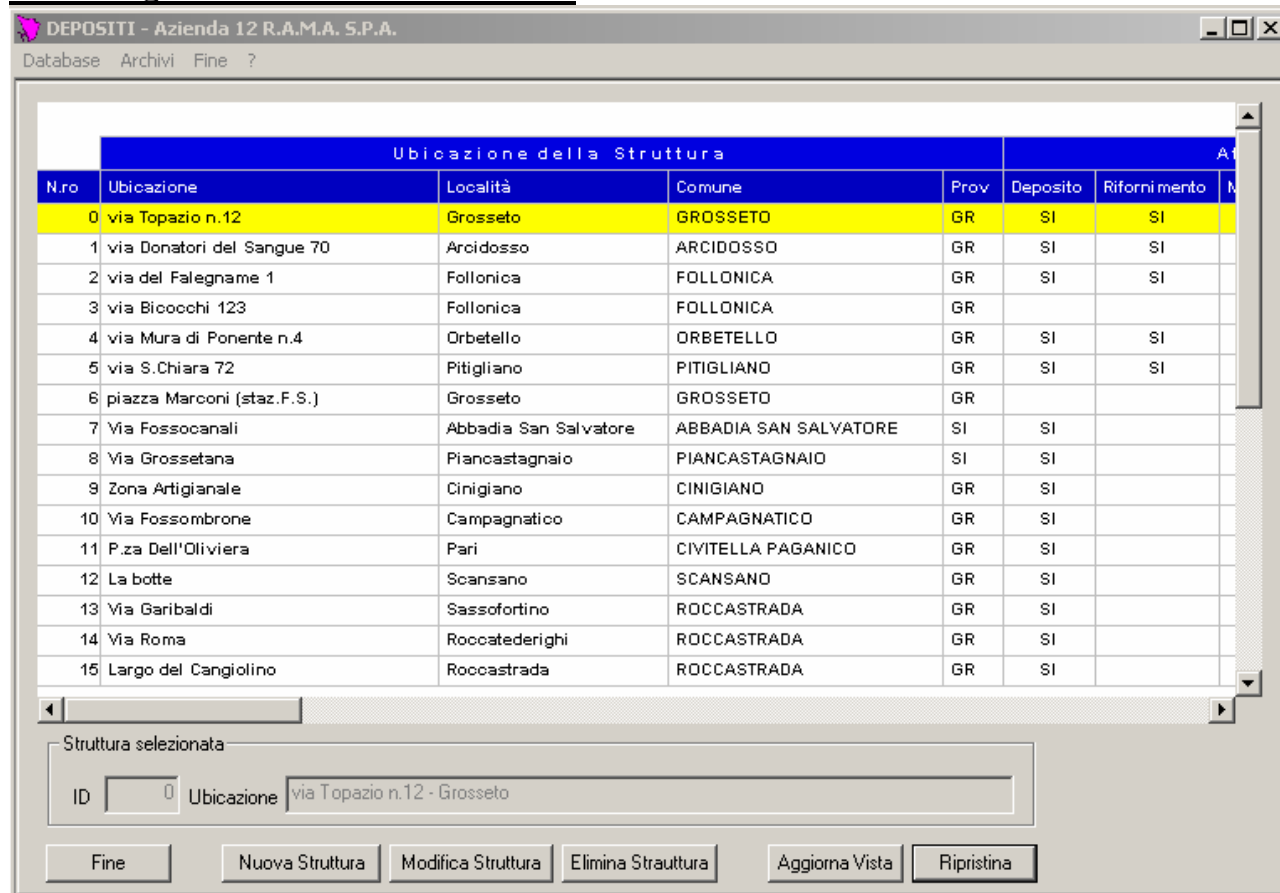 DEPOSITI - Azienda 12 R.A.M.A. S.P.A.
Database Archivi Fine ?
Ubicazione della Struttura
N.ro Ubicazione Località Comune Prov Deposito Rifornimento
0 via Topazio n.12 Grosseto GROSSETO GR SI SI
1 via Donatori del Sangue 70 Arcidosso ARCIDOSSO GR SI SI
2 via del Falegname 1 Follonica FOLLONICA GR SI SI
3 via Bicocchi 123 Follonica FOLLONICA GR
4 via Mura di Ponente n.4 Orbetello ORBETELLO GR SI SI
5 via S.Chiara 72 Pitigliano PITIGLIANO GR SI SI
6 piazza Marconi (staz.F.S.) Grosseto GROSSETO GR
7 Via Fossocanali Abbadia San Salvatore ABBADIA SAN SALVATORE SI SI
8 Via Grossetana Piancastagnaio PIANCASTAGNAIO SI SI
9 Zona Artigianale Cinigiano CINIGIANO GR SI
10 Via Fossombrone Campagnatico CAMPAGNATICO GR SI
11 P.za Dell'Oliviera Pari CIVITELLA PAGANICO GR SI
12 La botte Scansano SCANSANO GR SI
13 Via Garibaldi Sassofortino ROCCASTRADA GR SI
14 Via Roma Roccatederighi ROCCASTRADA GR SI
15 Largo del Cangiolino Roccastrada ROCCASTRADA GR SI
Struttura selezionata
ID 0 Ubicazione via Topazio n.12 - Grosseto
Fine Nuova Struttura Modifica Struttura Elimina Strauttura Aggiorna Vista Ripristina